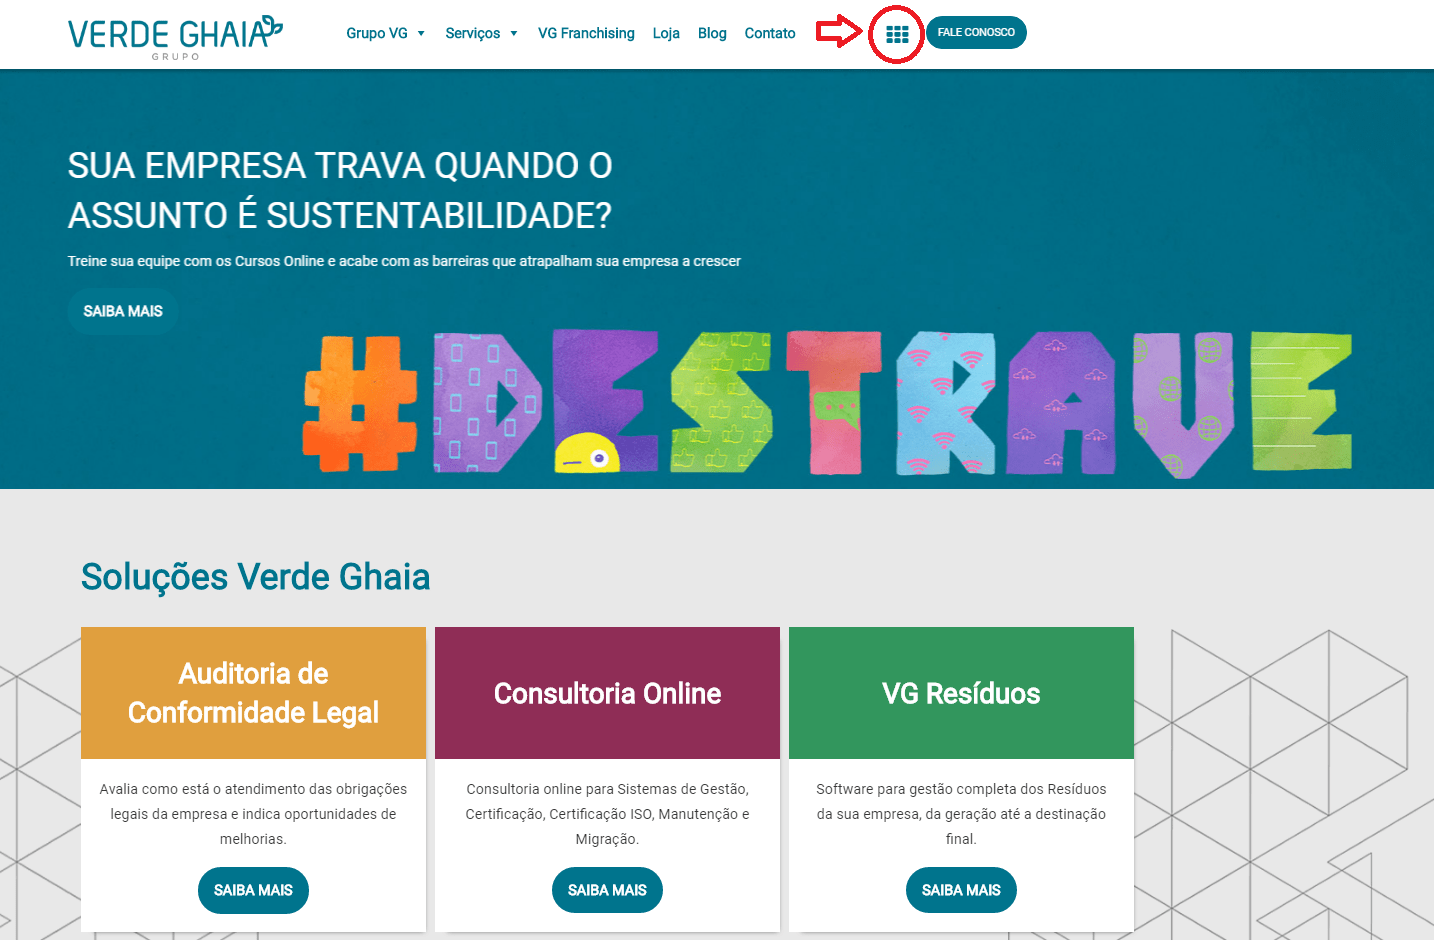 VERDE GHAIA
GRUPO
Grupo VG
Serviços
VG Franchising
Loja
Blog
Contato
FALE CONOSCO
SUA EMPRESA TRAVA QUANDO O
ASSUNTO É SUSTENTABILIDADE?
Treine sua equipe com os Cursos Online e acabe com as barreiras que atrapalham sua empresa a crescer
SAIBA MAIS
#DESTRAVE
Soluções Verde Ghaia
Auditoria de
Conformidade Legal
Avalia como está o atendimento das obrigações
legais da empresa e indica oportunidades de
melhorias.
SAIBA MAIS
Consultoria Online
Consultoria online para Sistemas de Gestão,
Certificação, Certificação ISO, Manutenção e
Migração.
SAIBA MAIS
VG Resíduos
Software para gestão completa dos Resíduos
da sua empresa, da geração até a destinação
final.
SAIBA MAIS